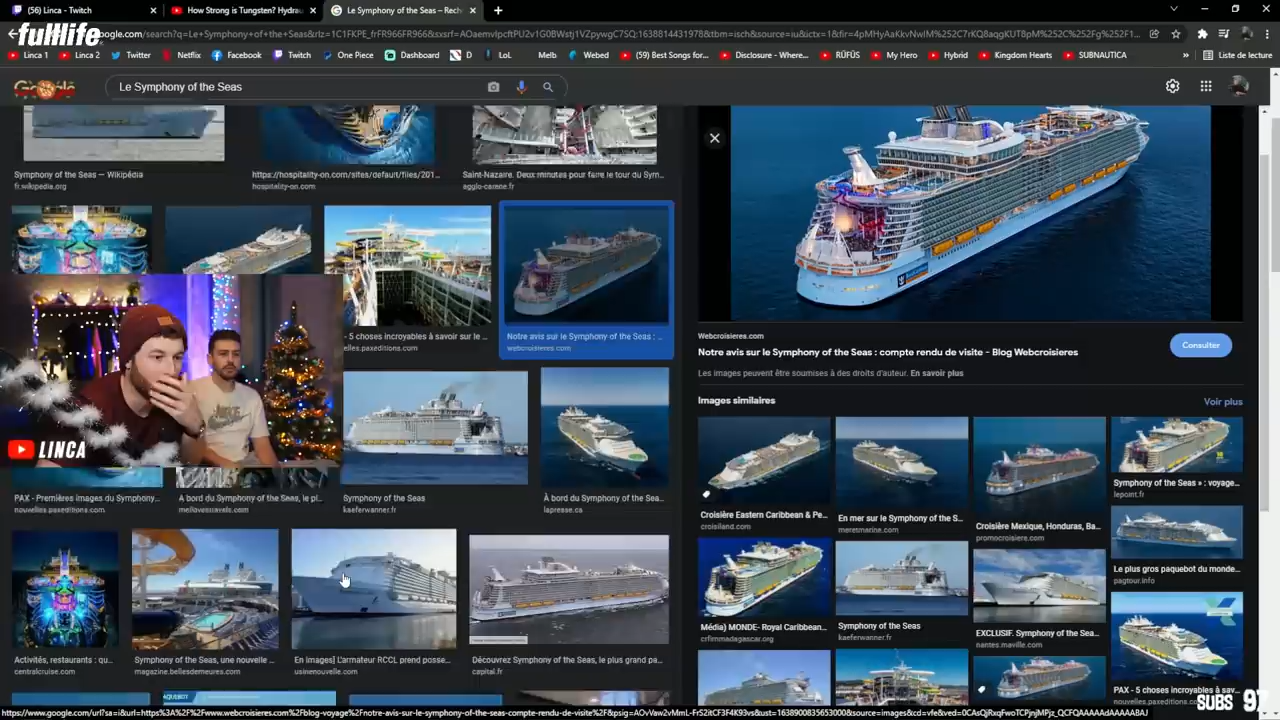 (56) Linca - Twitch
How Strong is Tungsten? Hydrau
Le Symphony of the Seas – Rech
fulllife
Linca 1
Linca 2
Twitter
Netflix
Facebook
Twitch
One Piece
Dashboard
D
LoL
Melb
Webed
(59) Best Songs for...
Disclosure - Where...
RÜFÜS
My Hero
Hybrid
Kingdom Hearts
SUBNAUTICA
Liste de lecture
Google
Le Symphony of the Seas
Symphony of the Seas — Wikipédia
fr.wikipedia.org
https://hospitality-on.com/sites/default/files/201...
hospitality-on.com
Saint-Nazaire. Deux minutes pour faire le tour du Sym...
agglo-carene.fr
- 5 choses incroyables à savoir sur le ...
elles.paxeditions.com
Notre avis sur le Symphony of the Seas : ...
webcroisieres.com
LINCA
PAX - Premières images du Symphony...
nouvelles.paxeditions.com
A bord du Symphony of the Seas, le pl...
Symphony of the Seas
kaeferwanner.fr
À bord du Symphony of the Sea...
lapresse.ca
Activités, restaurants : qu...
centralcruise.com
Symphony of the Seas, une nouvelle ...
magazine.bellesdemeures.com
En images] L'armateur RCCL prend posse...
usinenouvelle.com
Découvrez Symphony of the Seas, le plus grand pa...
capital.fr
Webcroisieres.com
Notre avis sur le Symphony of the Seas : compte rendu de visite - Blog Webcroisieres
Consulter
Les images peuvent être soumises à des droits d'auteur. En savoir plus
Images similaires
Voir plus
Croisière Eastern Caribbean & Pe...
croisiland.com
En mer sur le Symphony of the S...
meretmarine.com
Croisière Mexique, Honduras, Ba...
promocroisiere.com
Symphony of the Seas » : voyage...
lepoint.fr
Le plus gros paquebot du monde...
pagtour.info
Média) MONDE- Royal Caribbean...
crfimmadagascar.org
Symphony of the Seas
kaeferwanner.fr
EXCLUSIF. Symphony of the Sea...
nantes.maville.com
PAX - 5 choses incroyables à sav...
SUBS 97